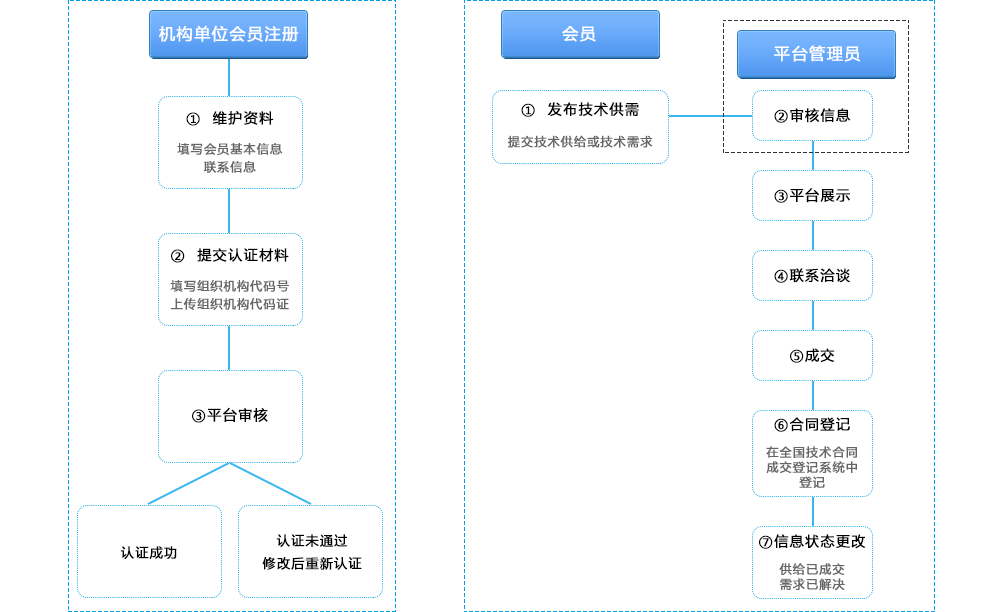 机构单位会员注册
① 维护资料
填写会员基本信息
联系信息
② 提交认证材料
填写组织机构代码号
上传组织机构代码证
③平台审核
认证成功
认证未通过
修改后重新认证
会员
平台管理员
① 发布技术供需
提交技术供给或技术需求
②审核信息
③平台展示
④联系洽谈
⑤成交
⑥合同登记
在全国技术合同
成交登记系统中
登记
⑦信息状态更改
供给已成交
需求已解决